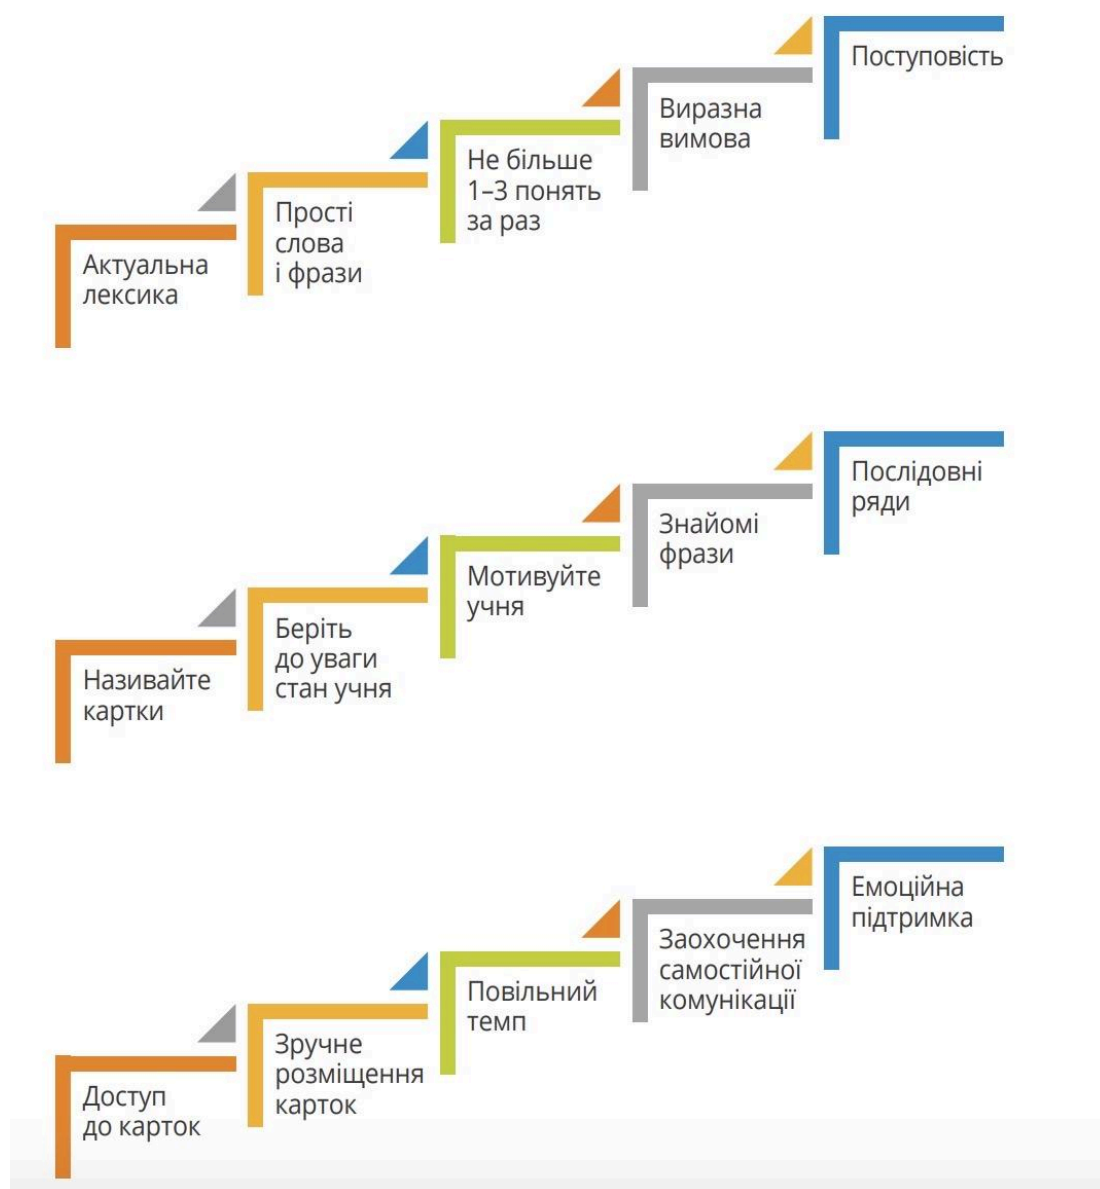 Актуальна
лексика
Прості
слова
і фрази
Не більше
1–3 понять
за раз
Виразна
вимова
Поступовість
Називайте
картки
Беріть
до уваги
стан учня
Мотивуйте
учня
Знайомі
фрази
Послідовні
ряди
Доступ
до карток
Зручне
розміщення
карток
Повільний
темп
Заохочення
самостійної
комунікації
Емоційна
підтримка